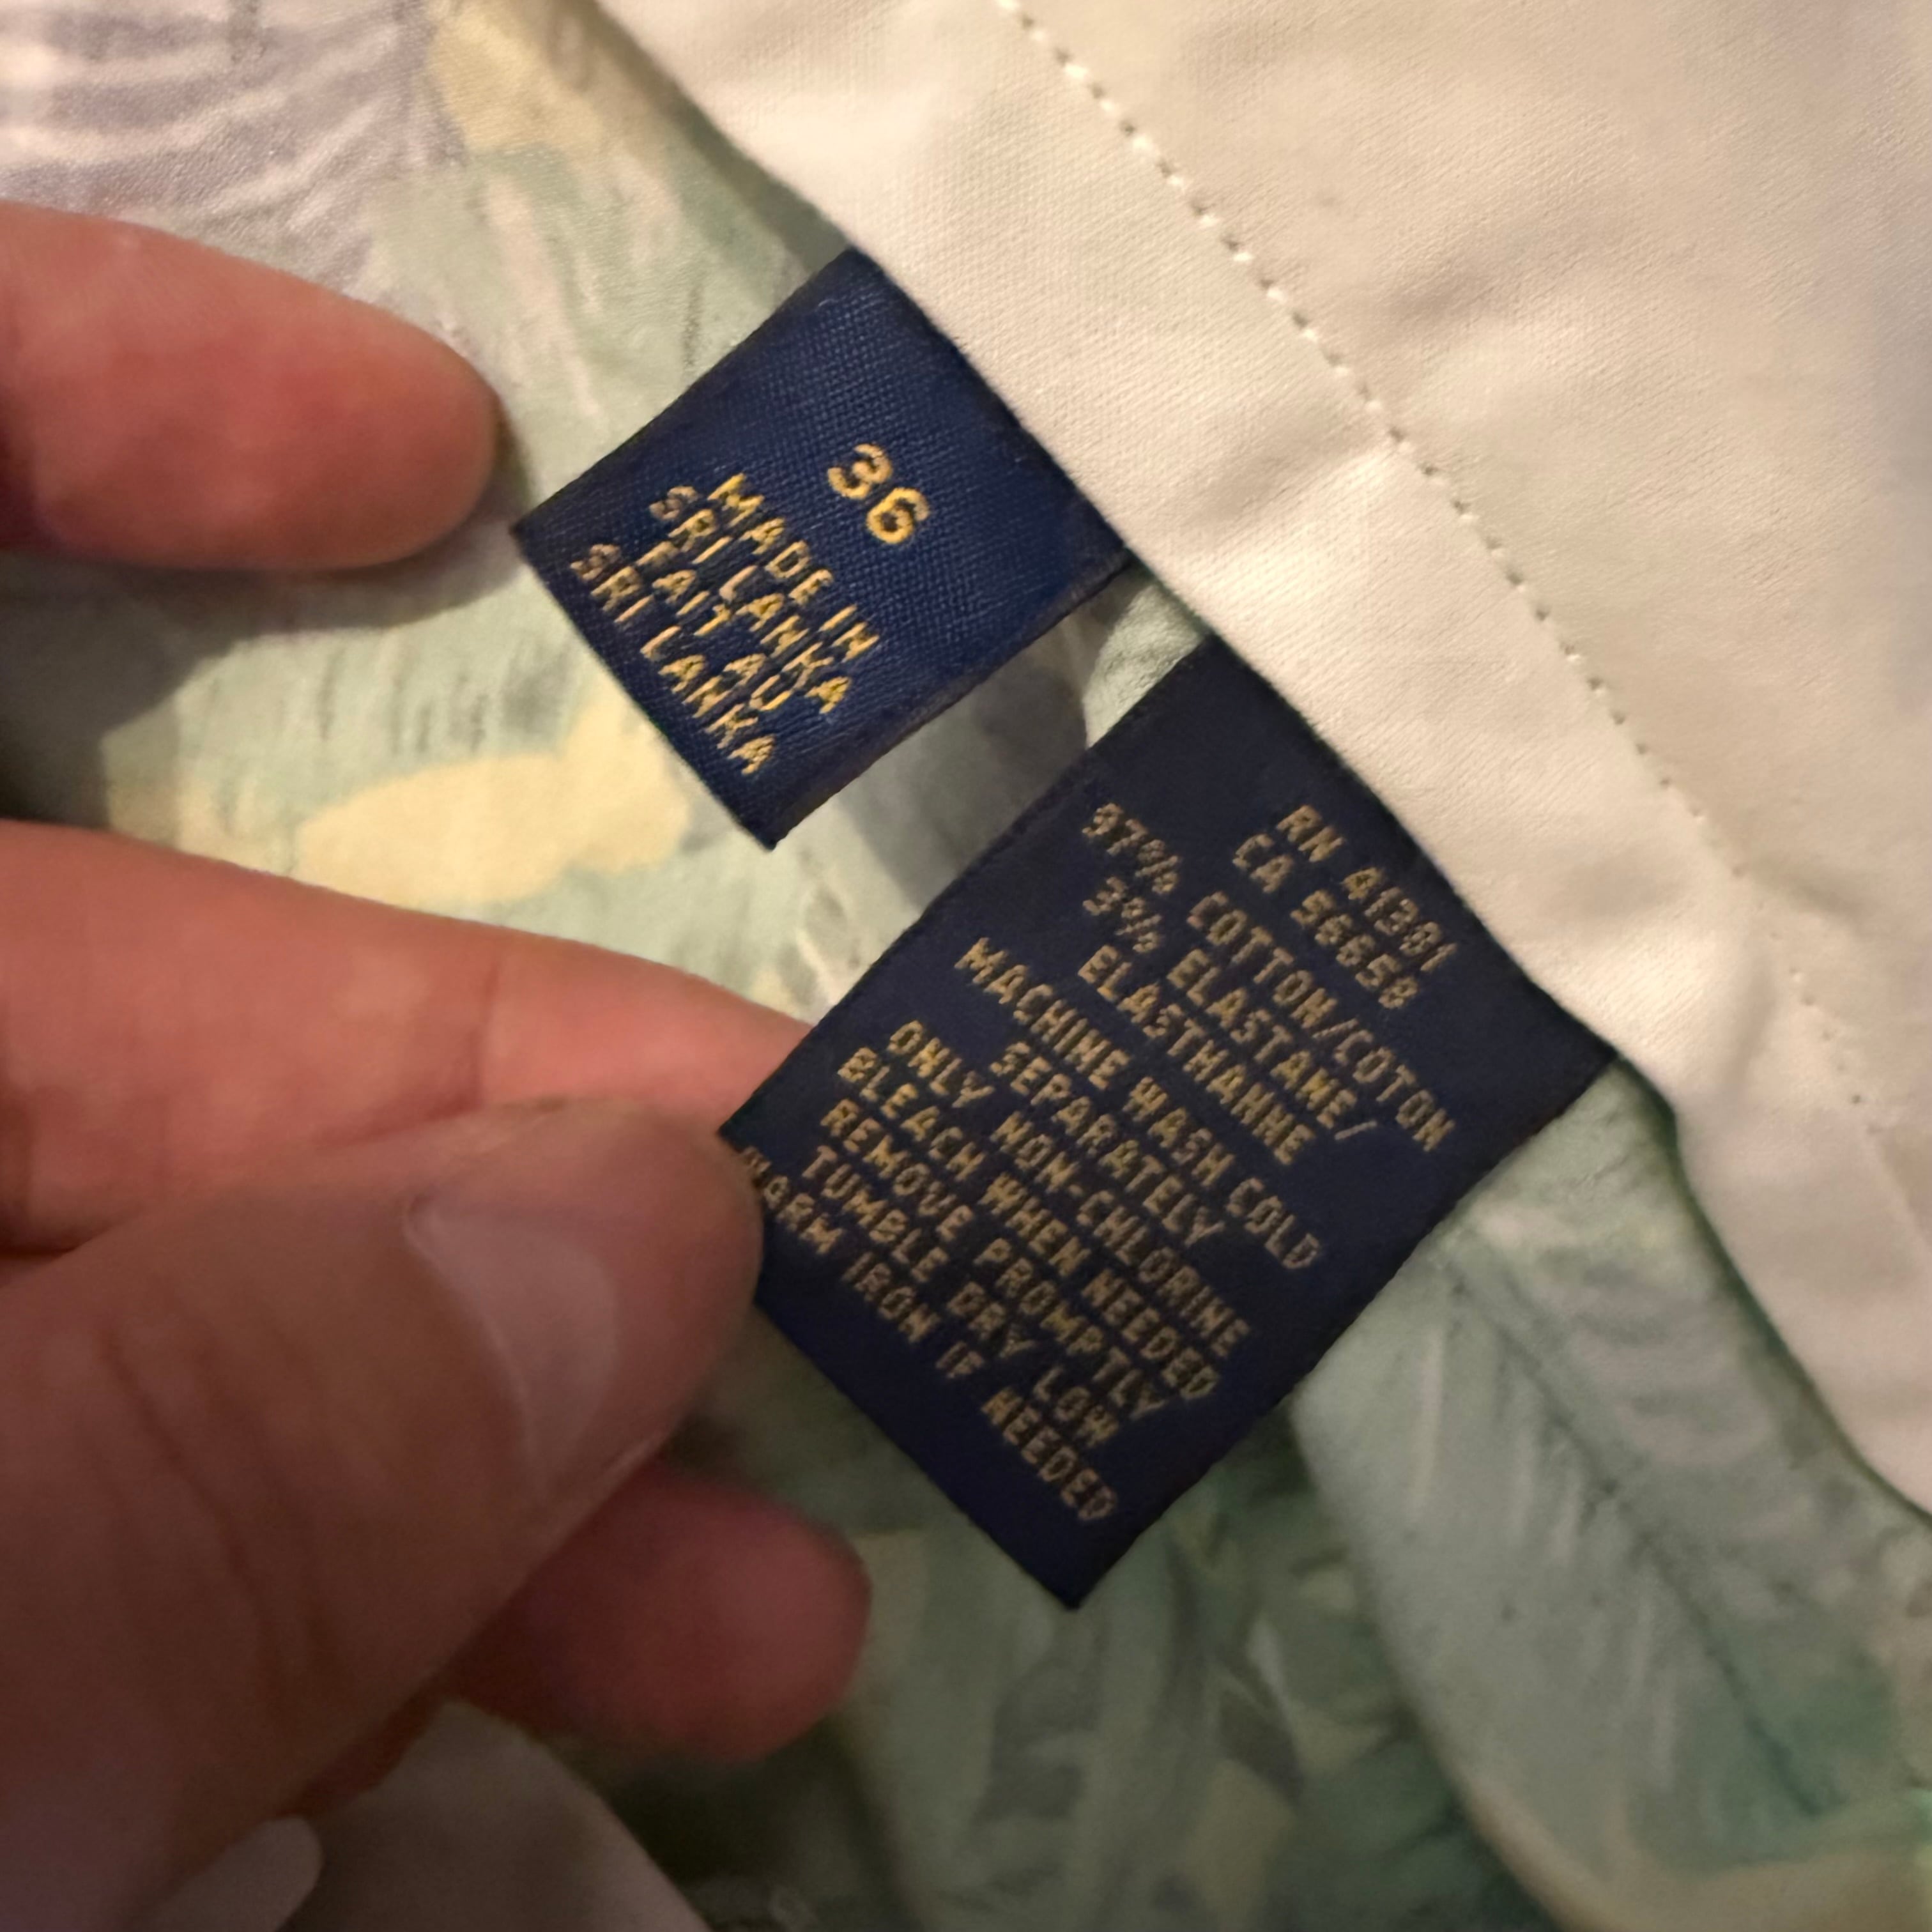 36
MADE IN
SRI LANKA
FAIT AU
SRI LANKA
RN 41381
CA 56658
97% COTTON/COTON
3% ELASTANE/
ELASTHANNE
MACHINE WASH COLD
SEPARATELY
ONLY NON-CHLORINE
BLEACH WHEN NEEDED
REMOVE PROMPTLY
TUMBLE DRY LOW
WARM IRON IF NEEDED